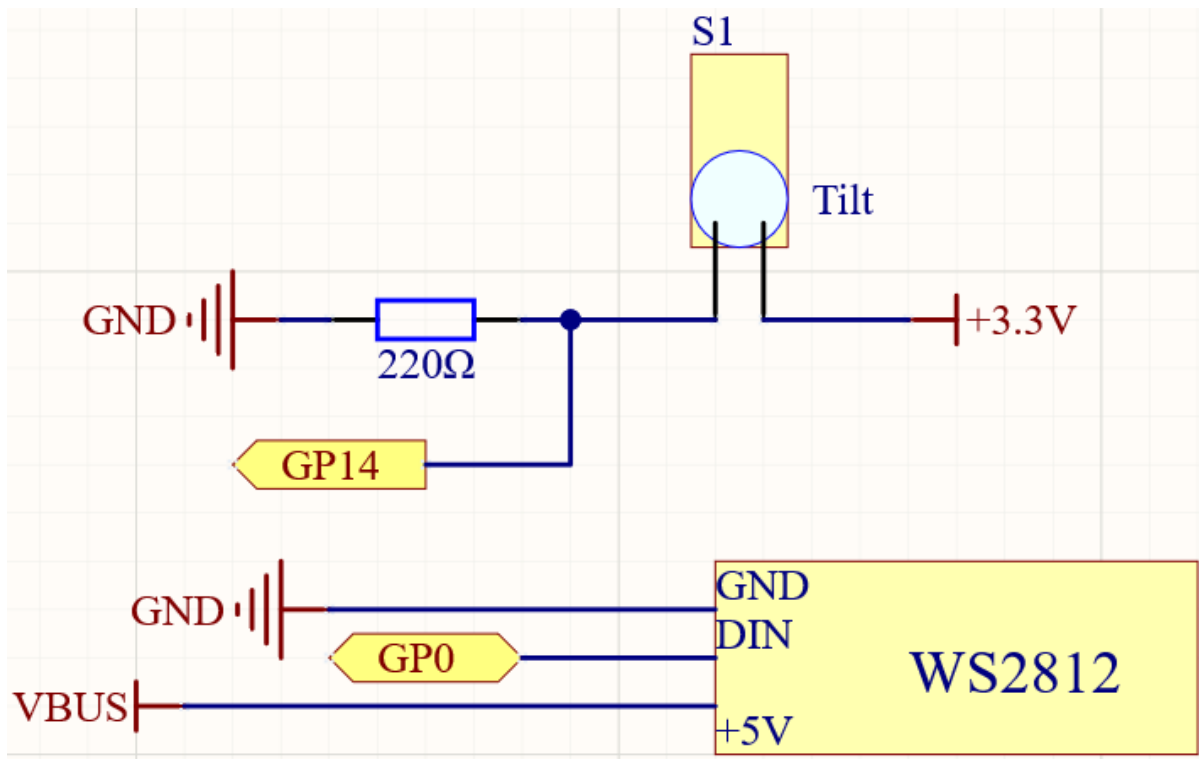 S1
Tilt
GND
+3.3V
220Ω
GP14
GND
GND
DIN
GP0
WS2812
VBUS
+5V